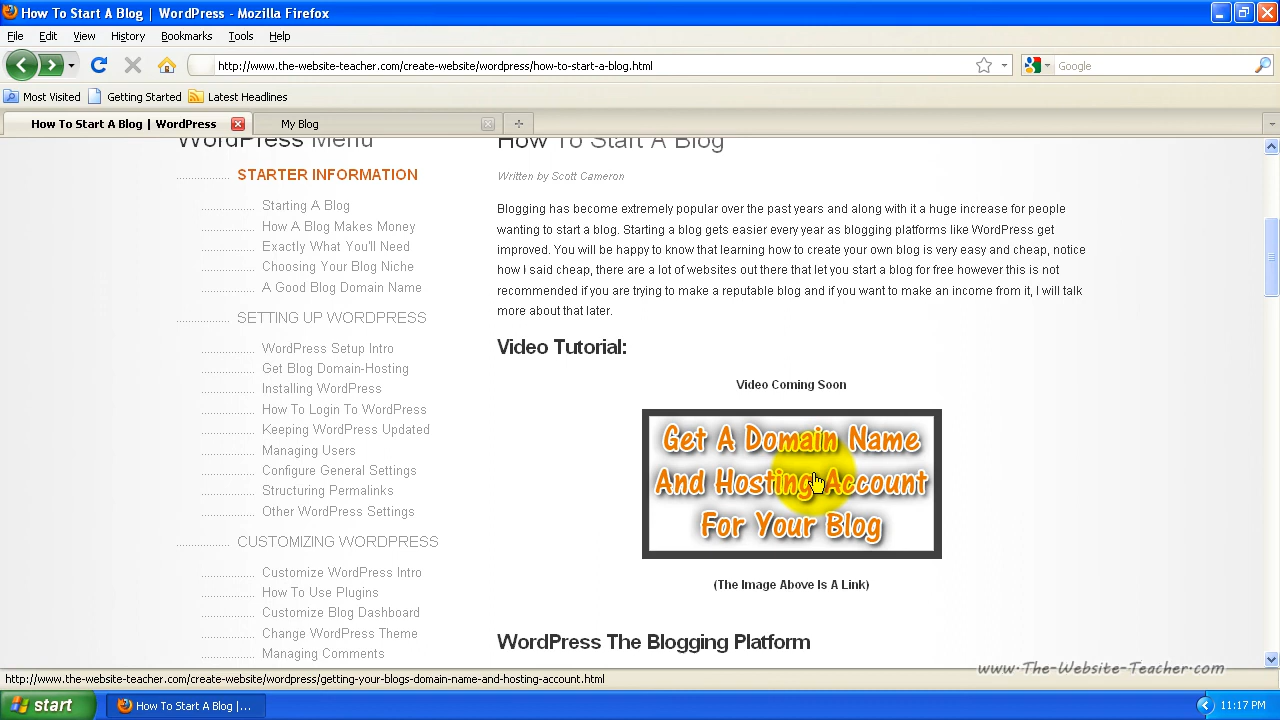 How To Start A Blog | WordPress - Mozilla Firefox
File Edit View History Bookmarks Tools Help
http://www.the-website-teacher.com/create-website/wordpress/how-to-start-a-blog.html
Google
Most Visited Getting Started Latest Headlines
How To Start A Blog | WordPress
My Blog
WordPress Menu
STARTER INFORMATION
Starting A Blog
How A Blog Makes Money
Exactly What You'll Need
Choosing Your Blog Niche
A Good Blog Domain Name
SETTING UP WORDPRESS
WordPress Setup Intro
Get Blog Domain-Hosting
Installing WordPress
How To Login To WordPress
Keeping WordPress Updated
Managing Users
Configure General Settings
Structuring Permalinks
Other WordPress Settings
CUSTOMIZING WORDPRESS
Customize WordPress Intro
How To Use Plugins
Customize Blog Dashboard
Change WordPress Theme
Managing Comments
How To Start A Blog
Written by Scott Cameron
Blogging has become extremely popular over the past years and along with it a huge increase for people
wanting to start a blog. Starting a blog gets easier every year as blogging platforms like WordPress get
improved. You will be happy to know that learning how to create your own blog is very easy and cheap, notice
how I said cheap, there are a lot of websites out there that let you start a blog for free however this is not
recommended if you are trying to make a reputable blog and if you want to make an income from it, I will talk
more about that later.
Video Tutorial:
Video Coming Soon
Get A Domain Name
And Hosting Account
For Your Blog
(The Image Above Is A Link)
WordPress The Blogging Platform
www.The-Website-Teacher.com
http://www.the-website-teacher.com/create-website/wordpress/getting-your-blogs-domain-name-and-hosting-account.html
start
How To Start A Blog |...
11:17 PM